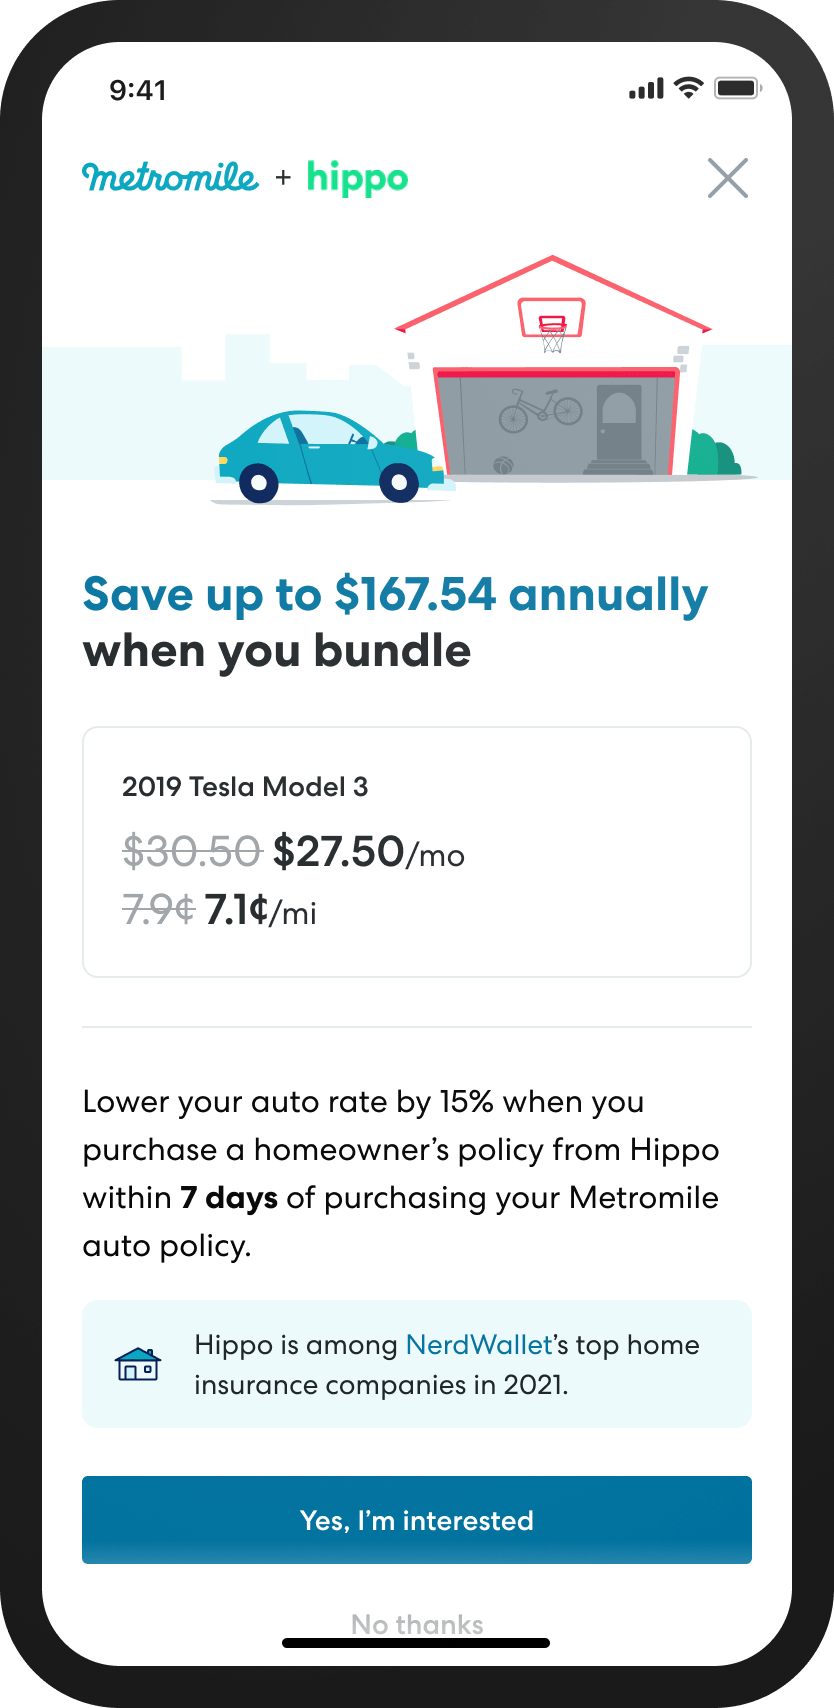 9:41
metromile + hippo
Save up to $167.54 annually
when you bundle
2019 Tesla Model 3
$30.50 $27.50/mo
7.9¢ 7.1¢/mi
Lower your auto rate by 15% when you
purchase a homeowner’s policy from Hippo
within 7 days of purchasing your Metromile
auto policy.
Hippo is among NerdWallet’s top home
insurance companies in 2021.
Yes, I’m interested
No thanks